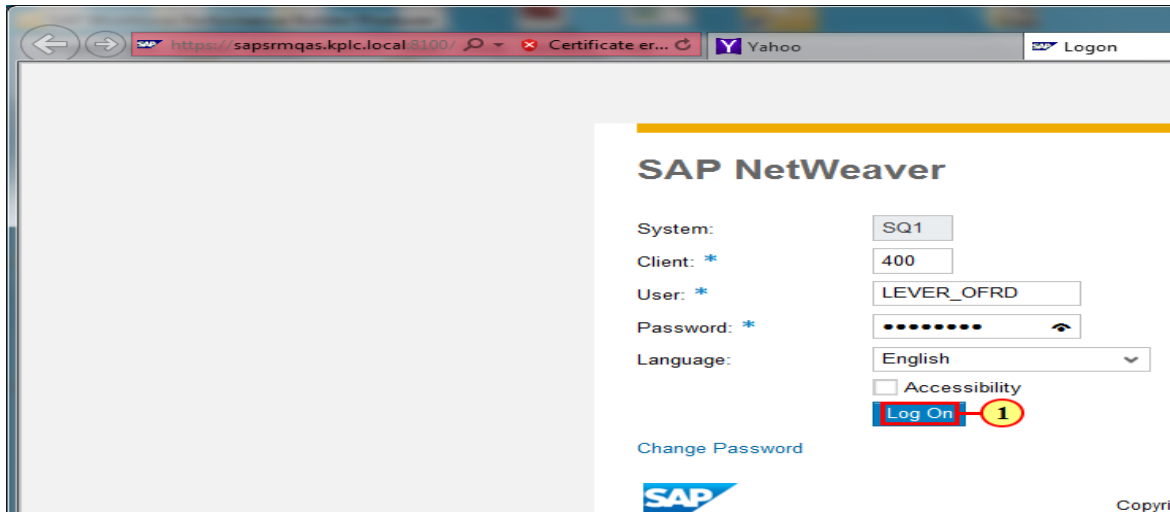 https://sapsrmqas.kplc.local:8100/ Certificate er... Yahoo SAP Logon
SAP NetWeaver
System: SQ1
Client: * 400
User: * LEVER_OFRD
Password: * ••••••••
Language: English
Accessibility
Log On 1
Change Password
SAP
Copyri